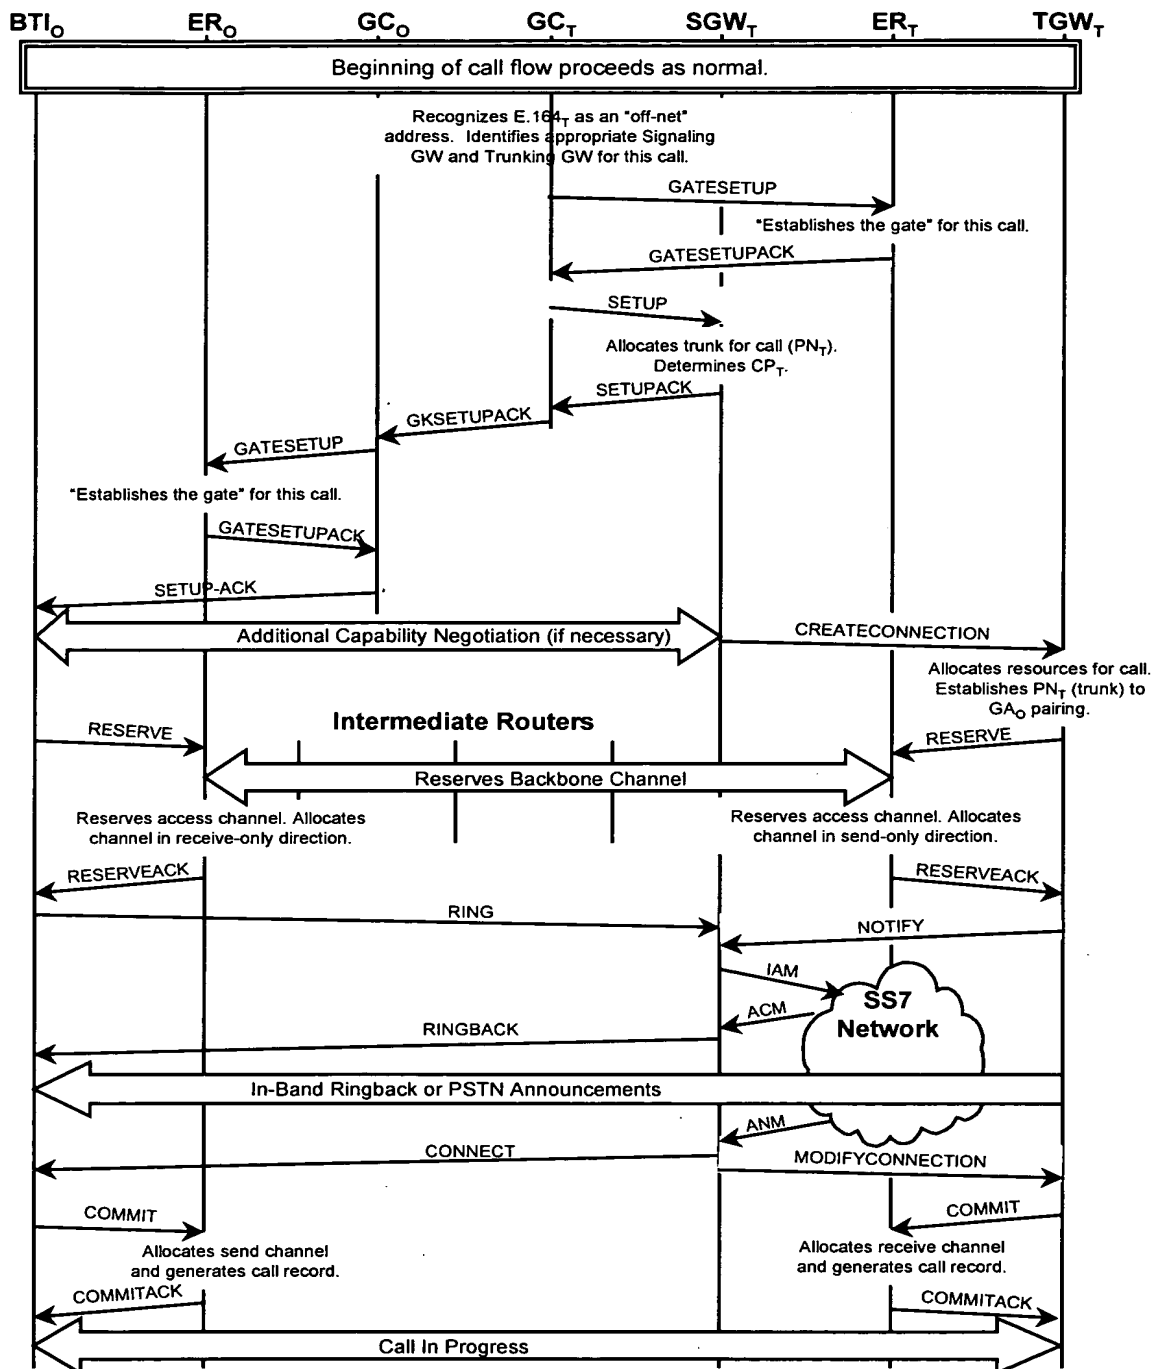 BTI_O ER_O GC_O GC_T SGW_T ER_T TGW_T
Beginning of call flow proceeds as normal.
Recognizes E.164_T as an "off-net"
address. Identifies appropriate Signaling
GW and Trunking GW for this call.
GATESETUP
"Establishes the gate" for this call.
GATESETUPACK
SETUP
Allocates trunk for call (PN_T).
Determines CP_T.
SETUPACK
GKSETUPACK
GATESETUP
"Establishes the gate" for this call.
GATESETUPACK
SETUP-ACK
Additional Capability Negotiation (if necessary)
CREATECONNECTION
Allocates resources for call.
Establishes PN_T (trunk) to
GA_O pairing.
Intermediate Routers
RESERVE
RESERVE
Reserves Backbone Channel
Reserves access channel. Allocates
channel in receive-only direction.
Reserves access channel. Allocates
channel in send-only direction.
RESERVEACK
RESERVEACK
RING
NOTIFY
IAM
SS7
Network
ACM
RINGBACK
In-Band Ringback or PSTN Announcements
ANM
CONNECT
MODIFYCONNECTION
COMMIT
COMMIT
Allocates send channel
and generates call record.
Allocates receive channel
and generates call record.
COMMITACK
COMMITACK
Call In Progress